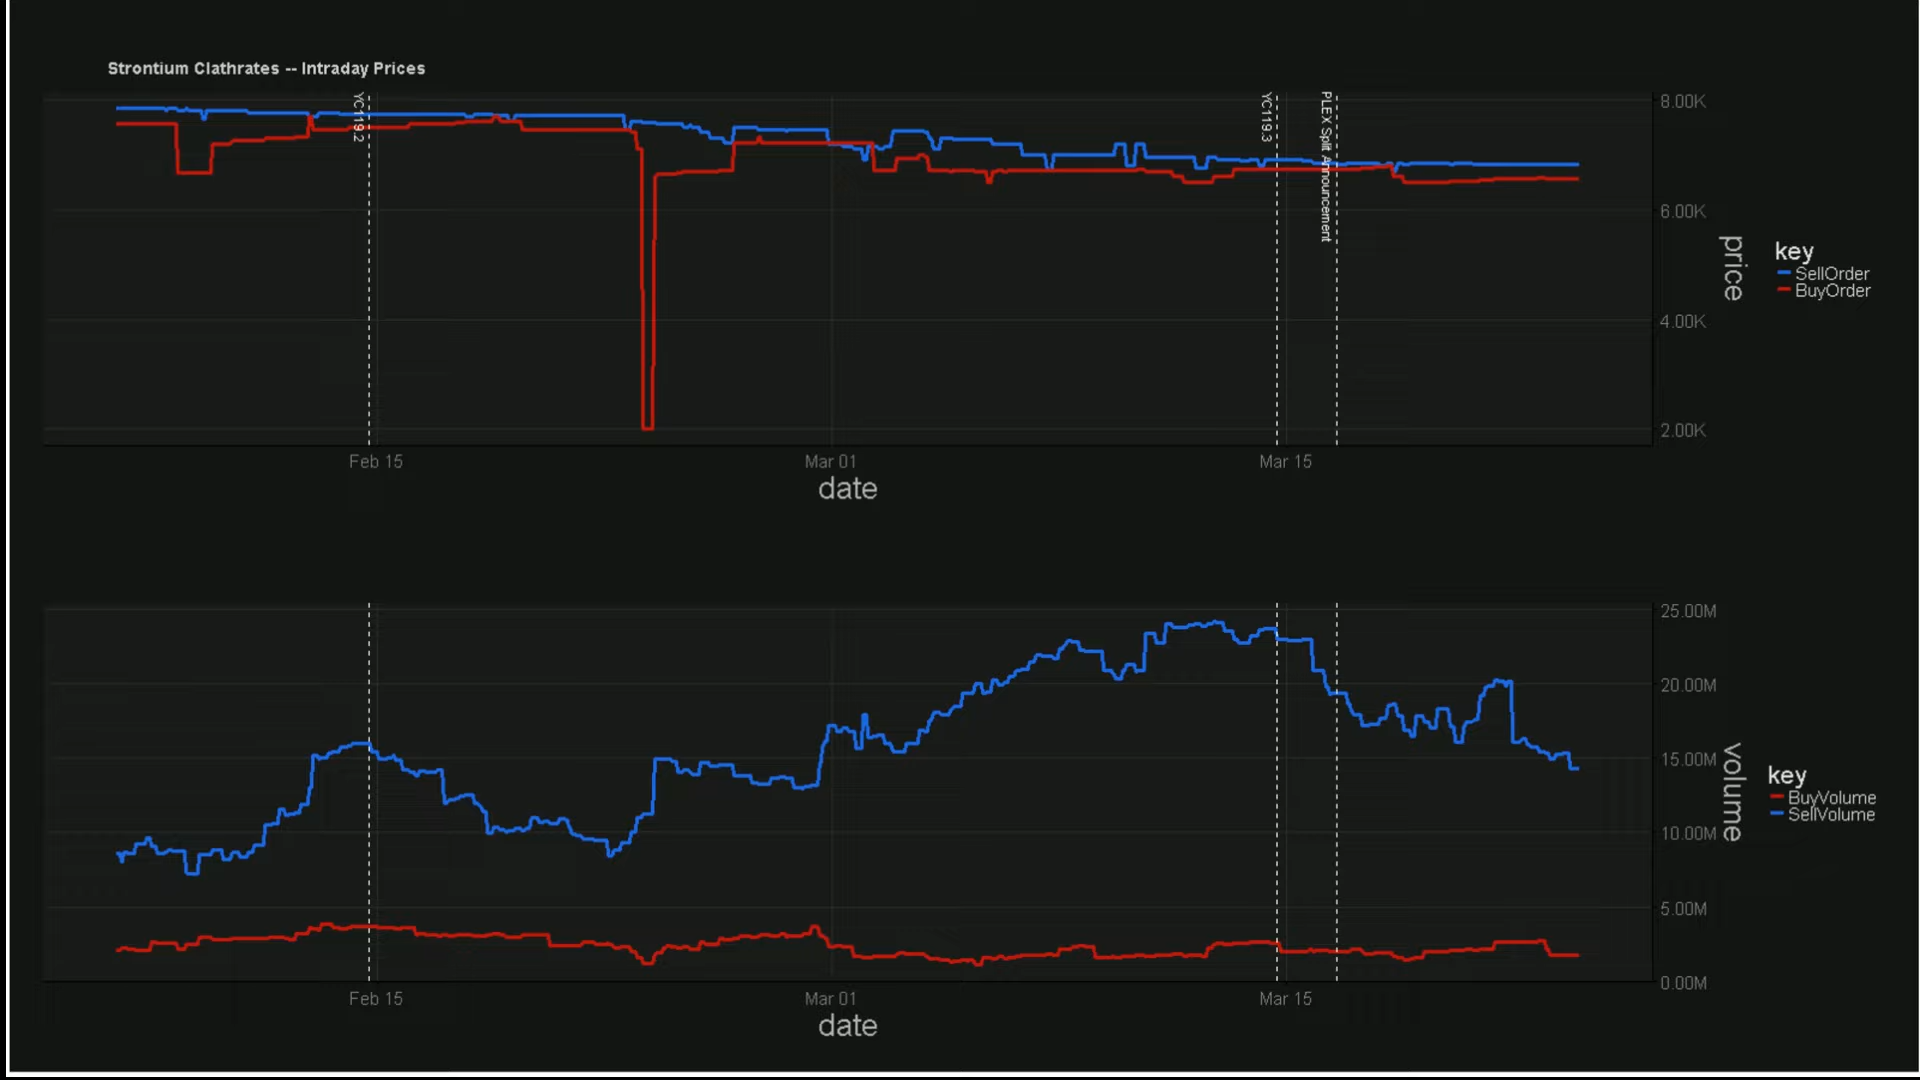 Strontium Clathrates -- Intraday Prices
YC119.2
YC119.3
PLEX Split Announcement
8.00K
6.00K
4.00K
2.00K
price
key
SellOrder
BuyOrder
Feb 15
Mar 01
Mar 15
date
25.00M
20.00M
15.00M
10.00M
5.00M
0.00M
volume
key
BuyVolume
SellVolume
Feb 15
Mar 01
Mar 15
date